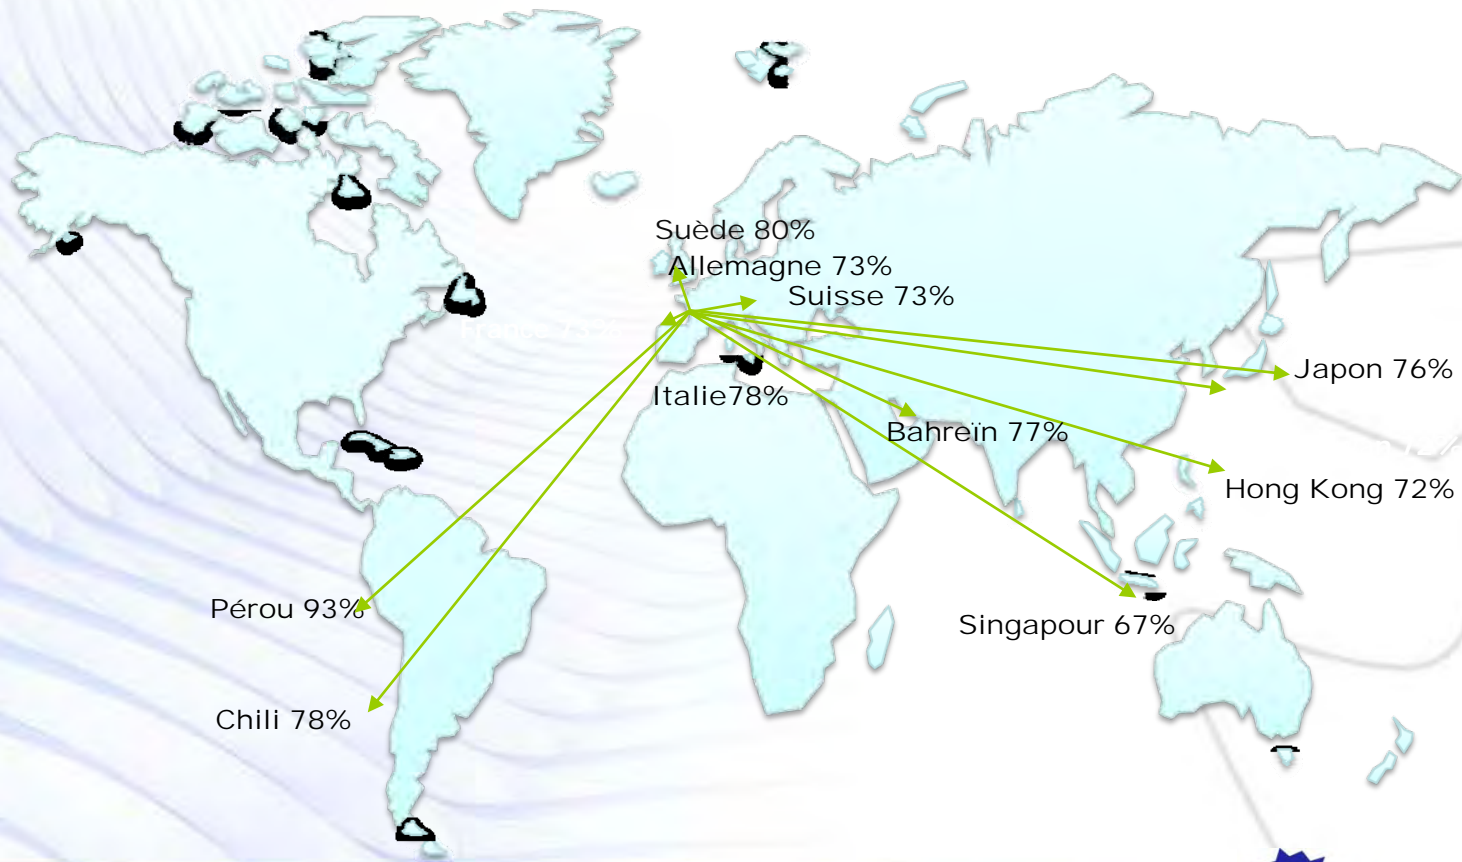 Suède 80%
Allemagne 73%
Suisse 73%
Japon 76%
Italie78%
Bahreïn 77%
Hong Kong 72%
Pérou 93%
Singapour 67%
Chili 78%